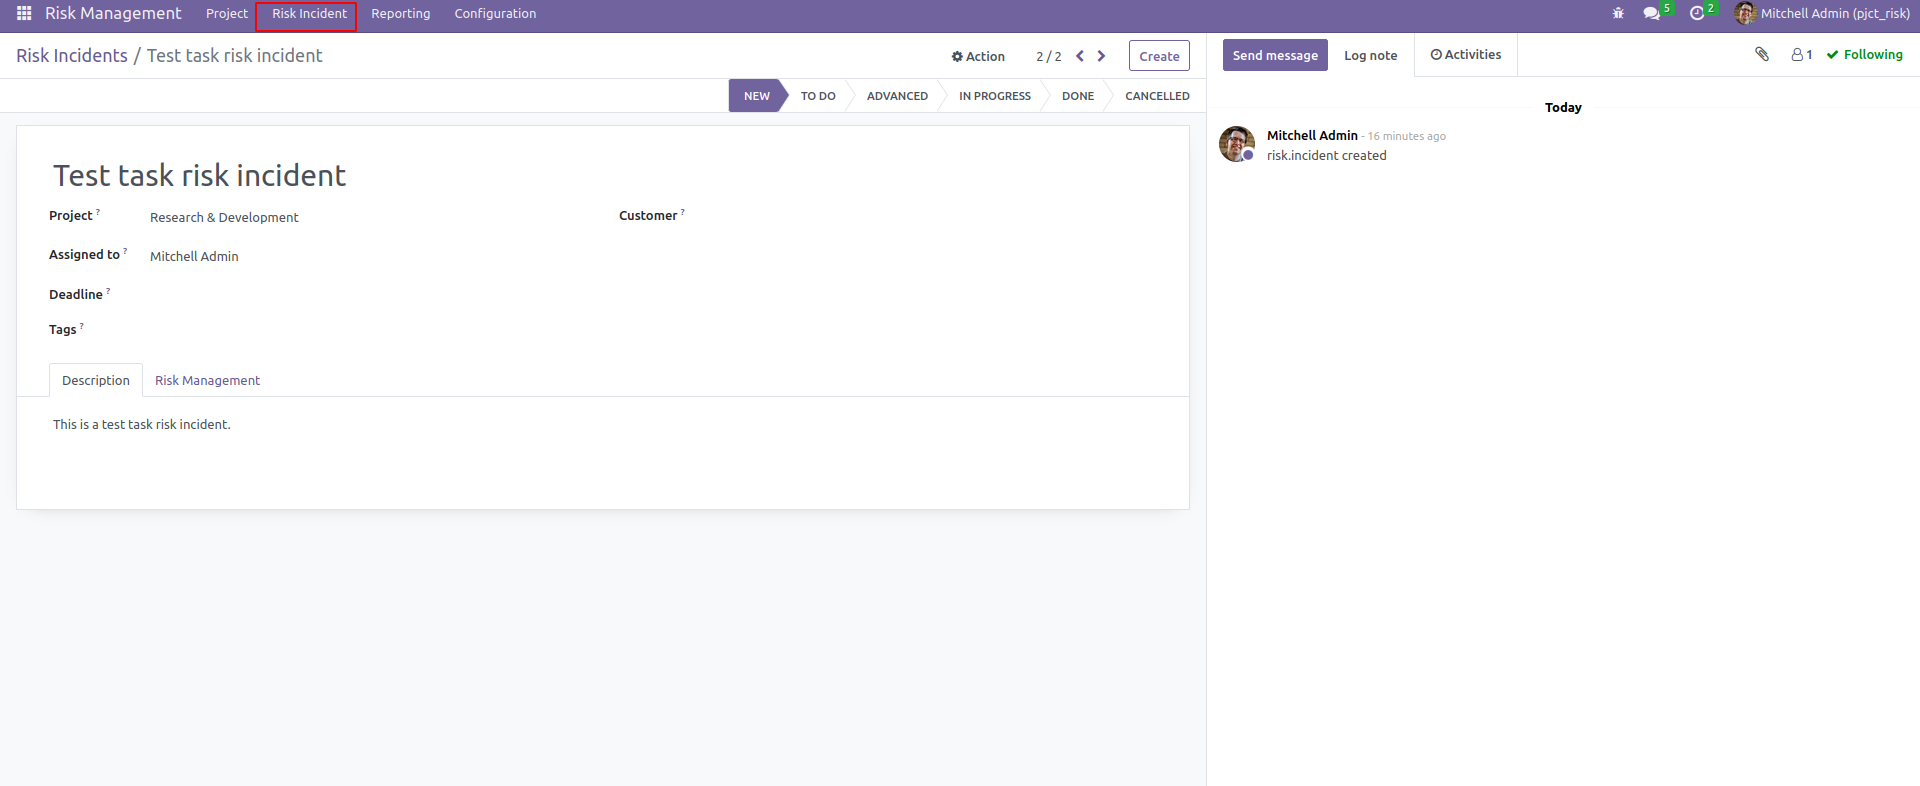 Risk Management Project Risk Incident Reporting Configuration 5 2 Mitchell Admin (pjct_risk)
Risk Incidents / Test task risk incident Action 2 / 2 Create Send message Log note Activities 1 Following
NEW TO DO ADVANCED IN PROGRESS DONE CANCELLED
Today
Mitchell Admin - 16 minutes ago
risk.incident created
Test task risk incident
Project ? Research & Development Customer ?
Assigned to ? Mitchell Admin
Deadline ?
Tags ?
Description Risk Management
This is a test task risk incident.